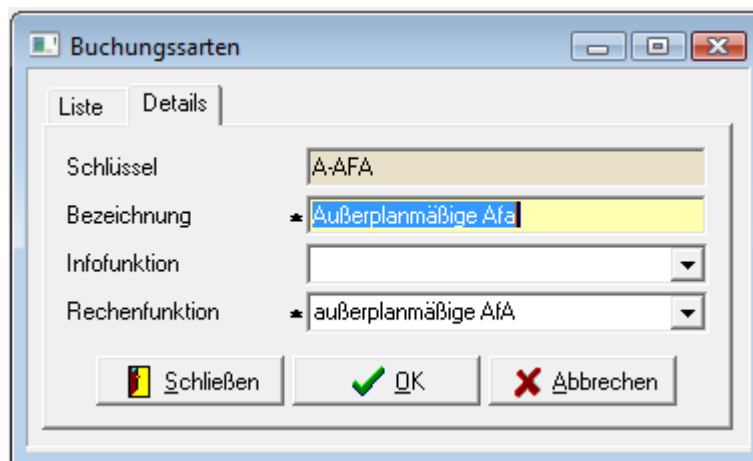 Buchungssarten
Liste Details
Schlüssel A-AFA
Bezeichnung * Außerplanmäßige Afa
Infofunktion
Rechenfunktion * außerplanmäßige AfA
Schließen OK Abbrechen